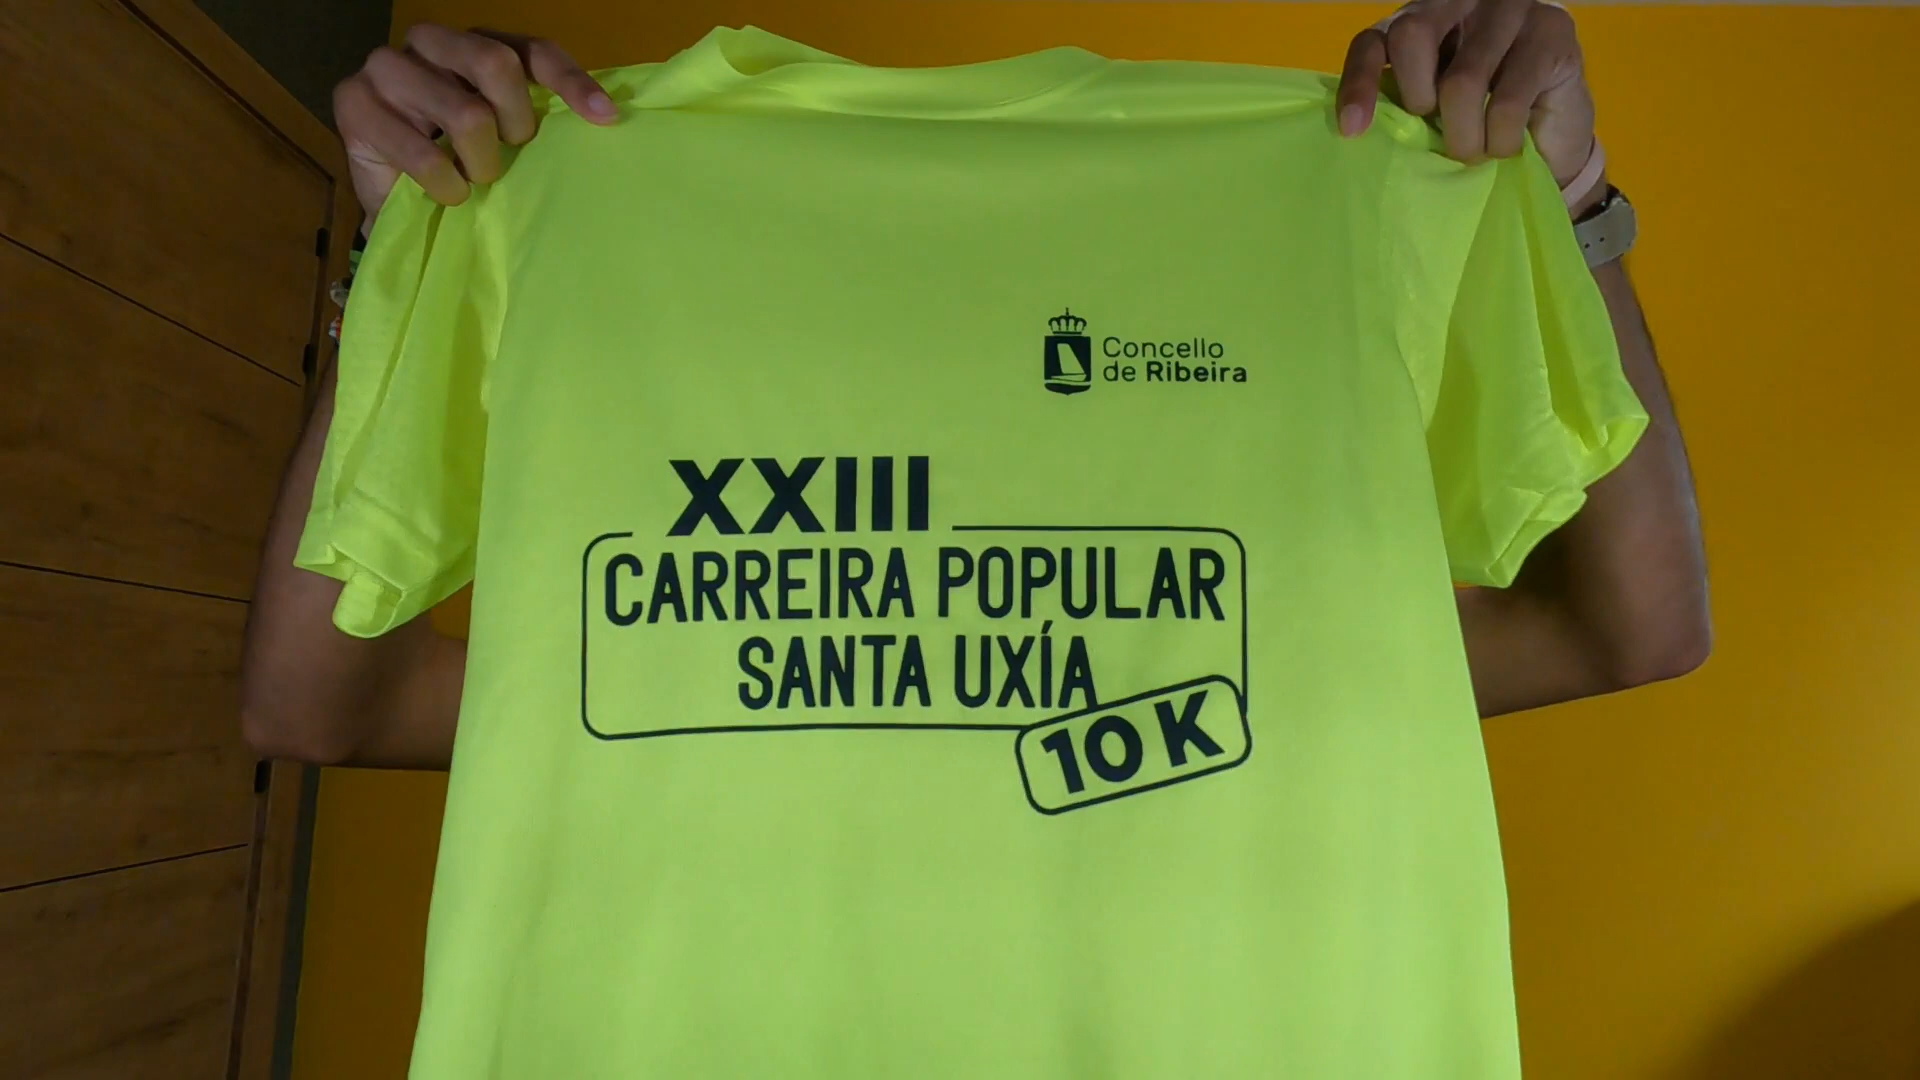 Concello
de Ribeira
XXIII
CARREIRA POPULAR
SANTA UXÍA
10 K